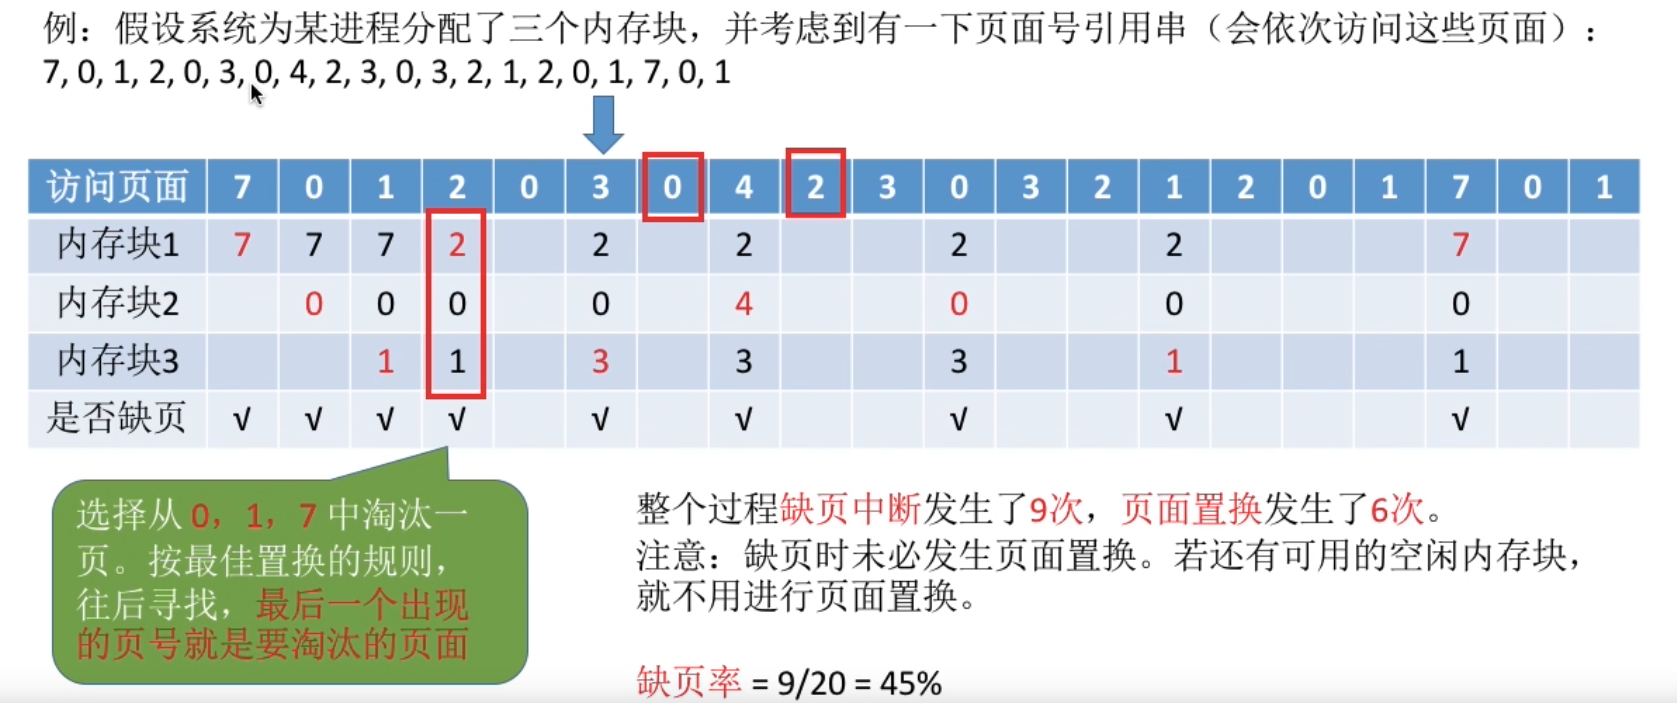 例：假设系统为某进程分配了三个内存块，并考虑到有一下页面号引用串（会依次访问这些页面）：
7, 0, 1, 2, 0, 3, 0, 4, 2, 3, 0, 3, 2, 1, 2, 0, 1, 7, 0, 1
访问页面 7 0 1 2 0 3 0 4 2 3 0 3 2 1 2 0 1 7 0 1
内存块1 7 7 7 2 2 2 2 2 7
内存块2 0 0 0 0 4 0 0 0
内存块3 1 1 3 3 3 1 1
是否缺页 √ √ √ √ √ √ √ √ √
选择从 0，1，7 中淘汰一
页。按最佳置换的规则，
往后寻找，最后一个出现
的页号就是要淘汰的页面
整个过程缺页中断发生了9次，页面置换发生了6次。
注意：缺页时未必发生页面置换。若还有可用的空闲内存块，
就不用进行页面置换。
缺页率 = 9/20 = 45%